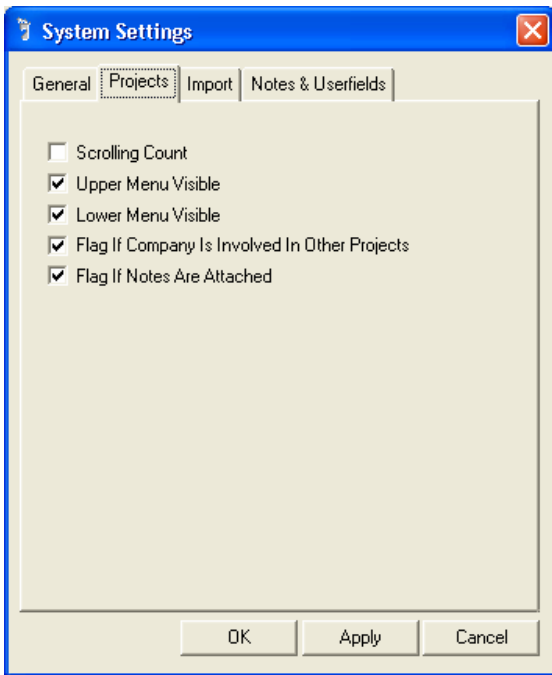 System Settings
General Projects Import Notes & Userfields
Scrolling Count
Upper Menu Visible
Lower Menu Visible
Flag If Company Is Involved In Other Projects
Flag If Notes Are Attached
OK Apply Cancel